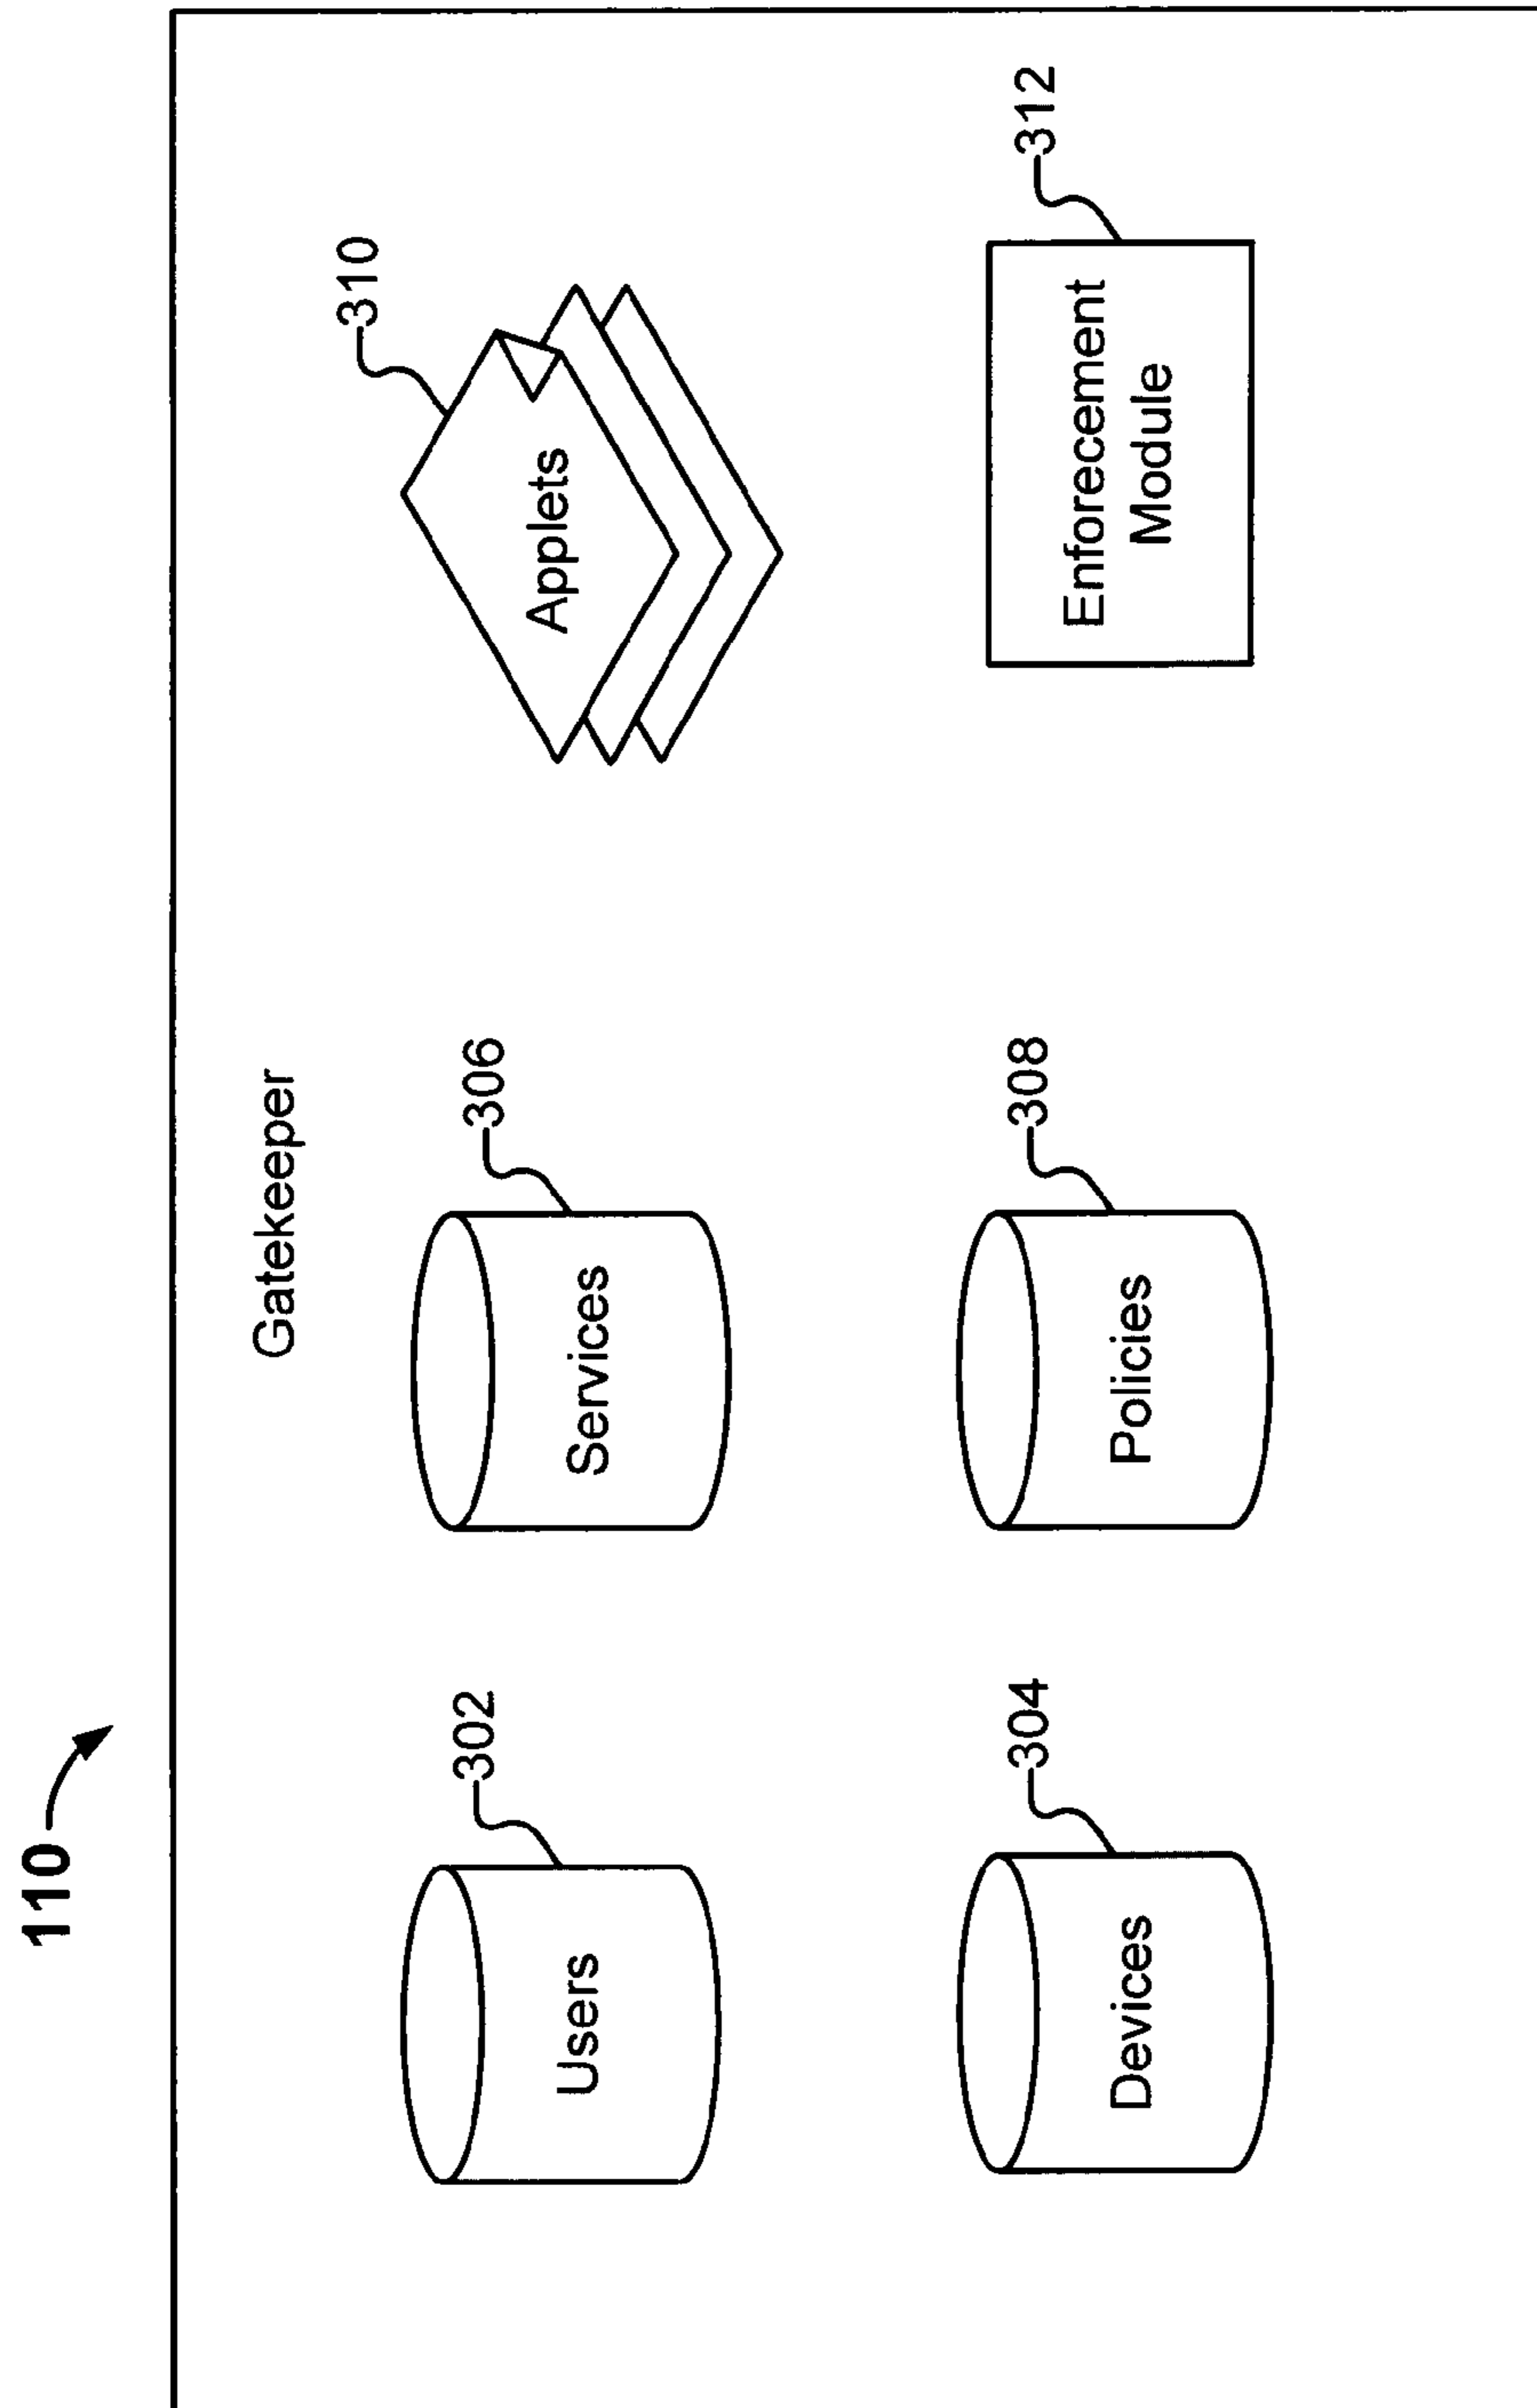 110
Gatekeeper
302
Users
306
Services
310
Applets
304
Devices
308
Policies
312
Enforecement
Module